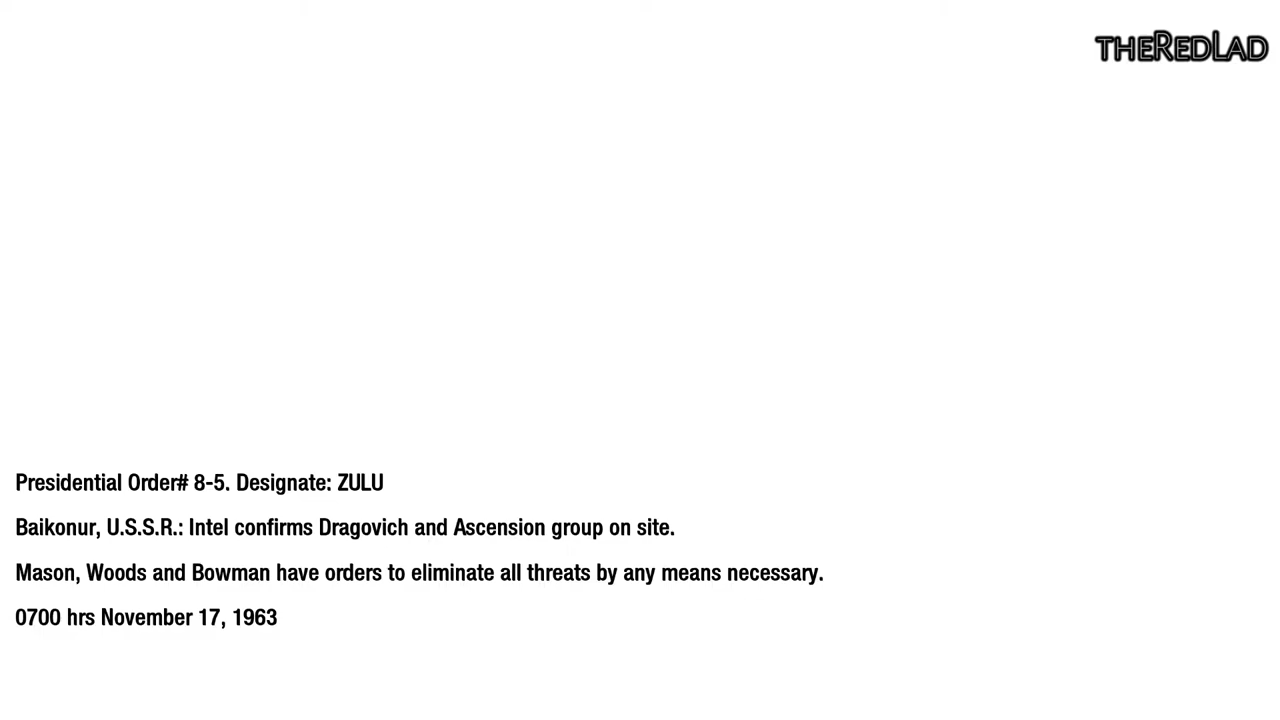 THEREDLAD
Presidential Order# 8-5. Designate: ZULU
Baikonur, U.S.S.R.: Intel confirms Dragovich and Ascension group on site.
Mason, Woods and Bowman have orders to eliminate all threats by any means necessary.
0700 hrs November 17, 1963